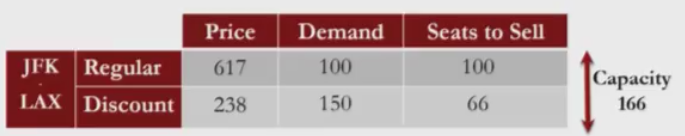 Price Demand Seats to Sell
JFK Regular 617 100 100
LAX Discount 238 150 66
Capacity
166